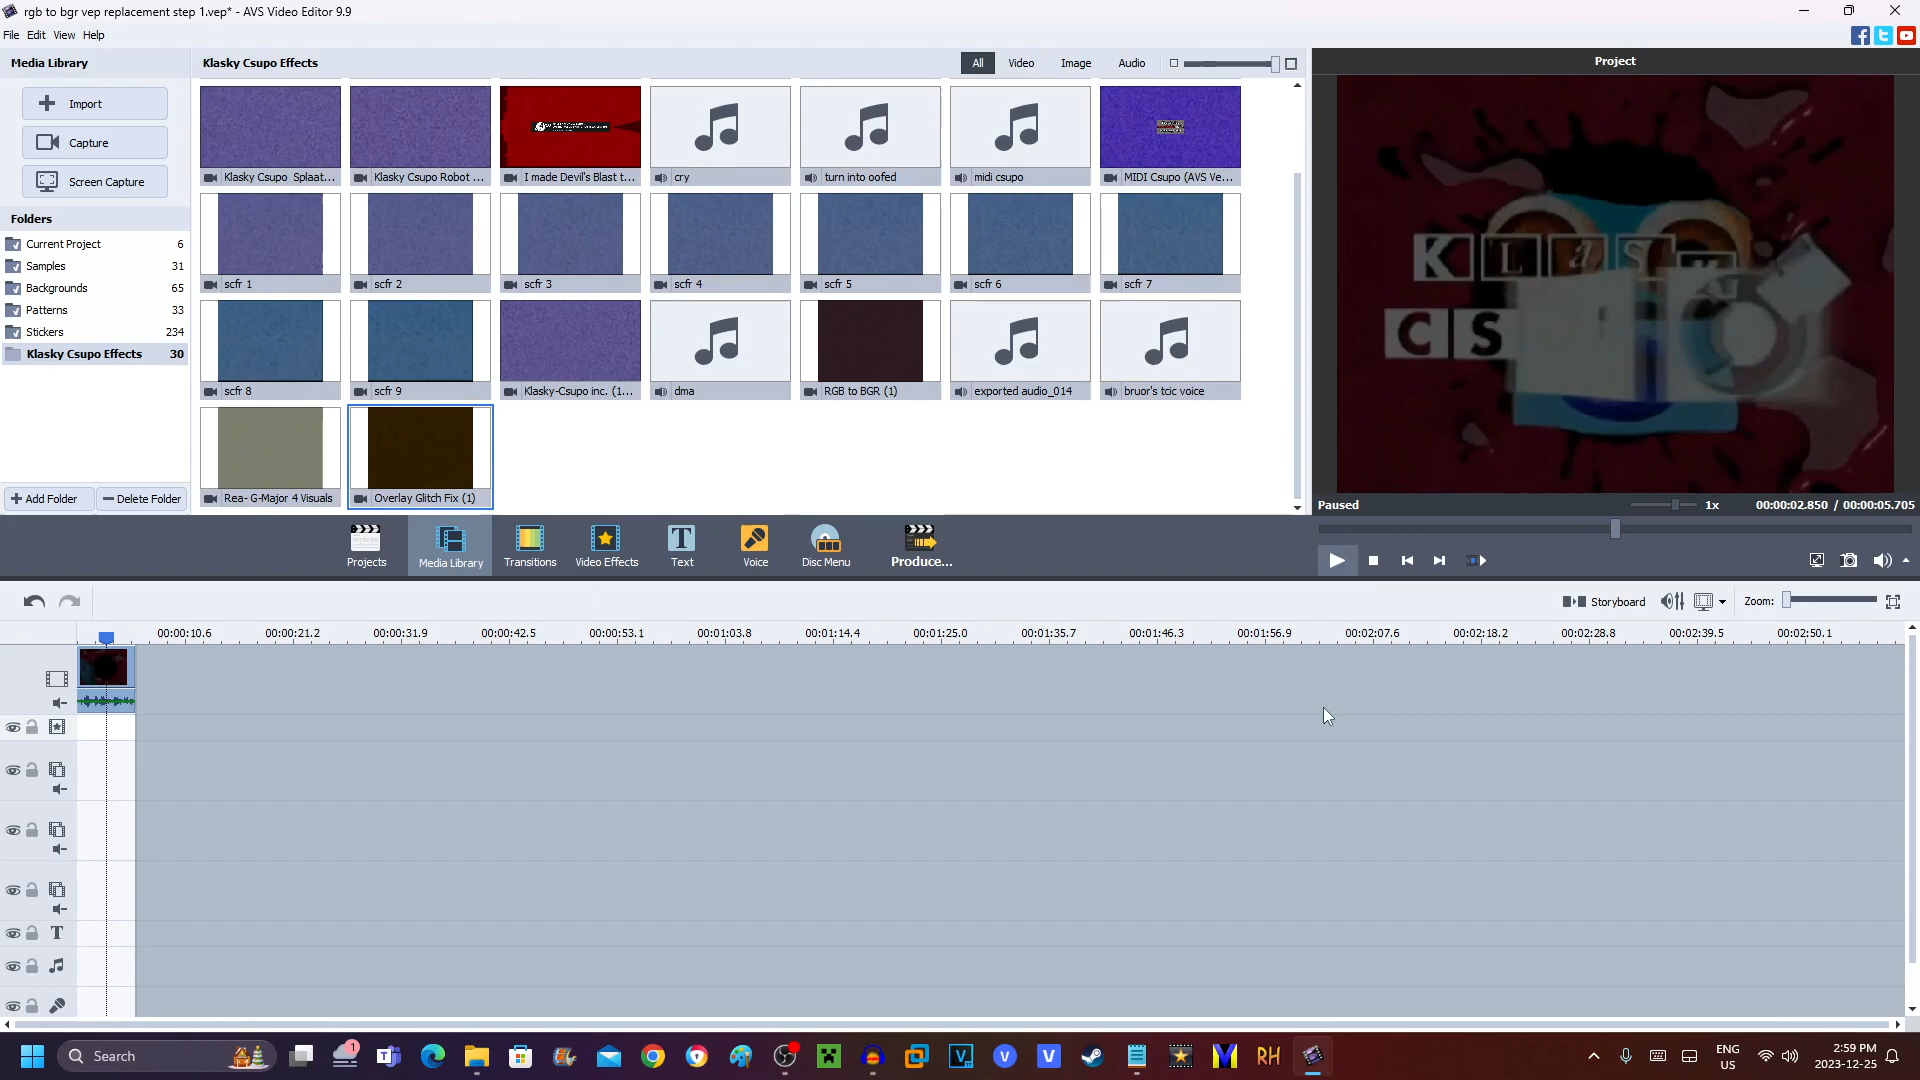 rgb to bgr vep replacement step 1.vep* - AVS Video Editor 9.9
File Edit View Help
Media Library
Klasky Csupo Effects
All Video Image Audio
Project
Import
Capture
Screen Capture
Folders
Current Project 6
Samples 31
Backgrounds 65
Patterns 33
Stickers 234
Klasky Csupo Effects 30
Add Folder
Delete Folder
Klasky Csupo Splaat...
Klasky Csupo Robot ...
I made Devil's Blast t...
cry
turn into oofed
midi csupo
MIDI Csupo (AVS Ve...
scfr 1
scfr 2
scfr 3
scfr 4
scfr 5
scfr 6
scfr 7
scfr 8
scfr 9
Klasky-Csupo inc. (1...
dma
RGB to BGR (1)
exported audio_014
bruor's tcic voice
Rea- G-Major 4 Visuals
Overlay Glitch Fix (1)
KLaS
CS
Paused
1x
00:00:02.850 / 00:00:05.705
Projects
Media Library
Transitions
Video Effects
Text
Voice
Disc Menu
Produce...
Storyboard
Zoom:
00:00:10.6 00:00:21.2 00:00:31.9 00:00:42.5 00:00:53.1 00:01:03.8 00:01:14.4 00:01:25.0 00:01:35.7 00:01:46.3 00:01:56.9 00:02:07.6 00:02:18.2 00:02:28.8 00:02:39.5 00:02:50.1
T
Search
1
RH
ENG
US
2:59 PM
2023-12-25